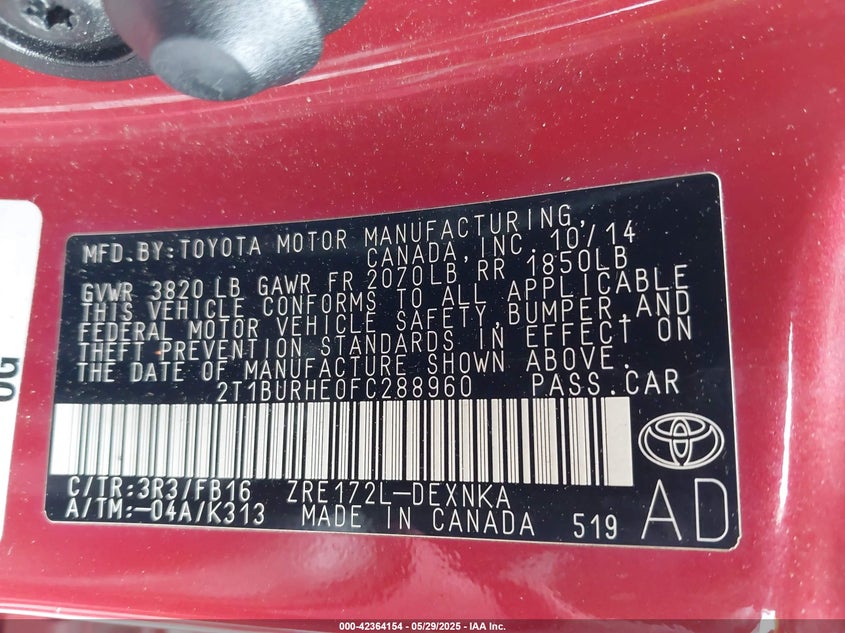 MFD.BY:TOYOTA MOTOR MANUFACTURING,
CANADA,INC. 10/14
GVWR 3820 LB GAWR FR 2070LB RR 1850LB
THIS VEHICLE CONFORMS TO ALL APPLICABLE
FEDERAL MOTOR VEHICLE SAFETY,BUMPER,AND
THEFT PREVENTION STANDARDS IN EFFECT ON
THE DATE OF MANUFACTURE SHOWN ABOVE.
2T1BURHE0FC288960 PASS.CAR
C/TR:3R3/FB16 ZRE172L-DEXNKA
A/TM:-04A/K313 MADE IN CANADA 519
AD
000-42364154 - 05/29/2025 - IAA Inc.